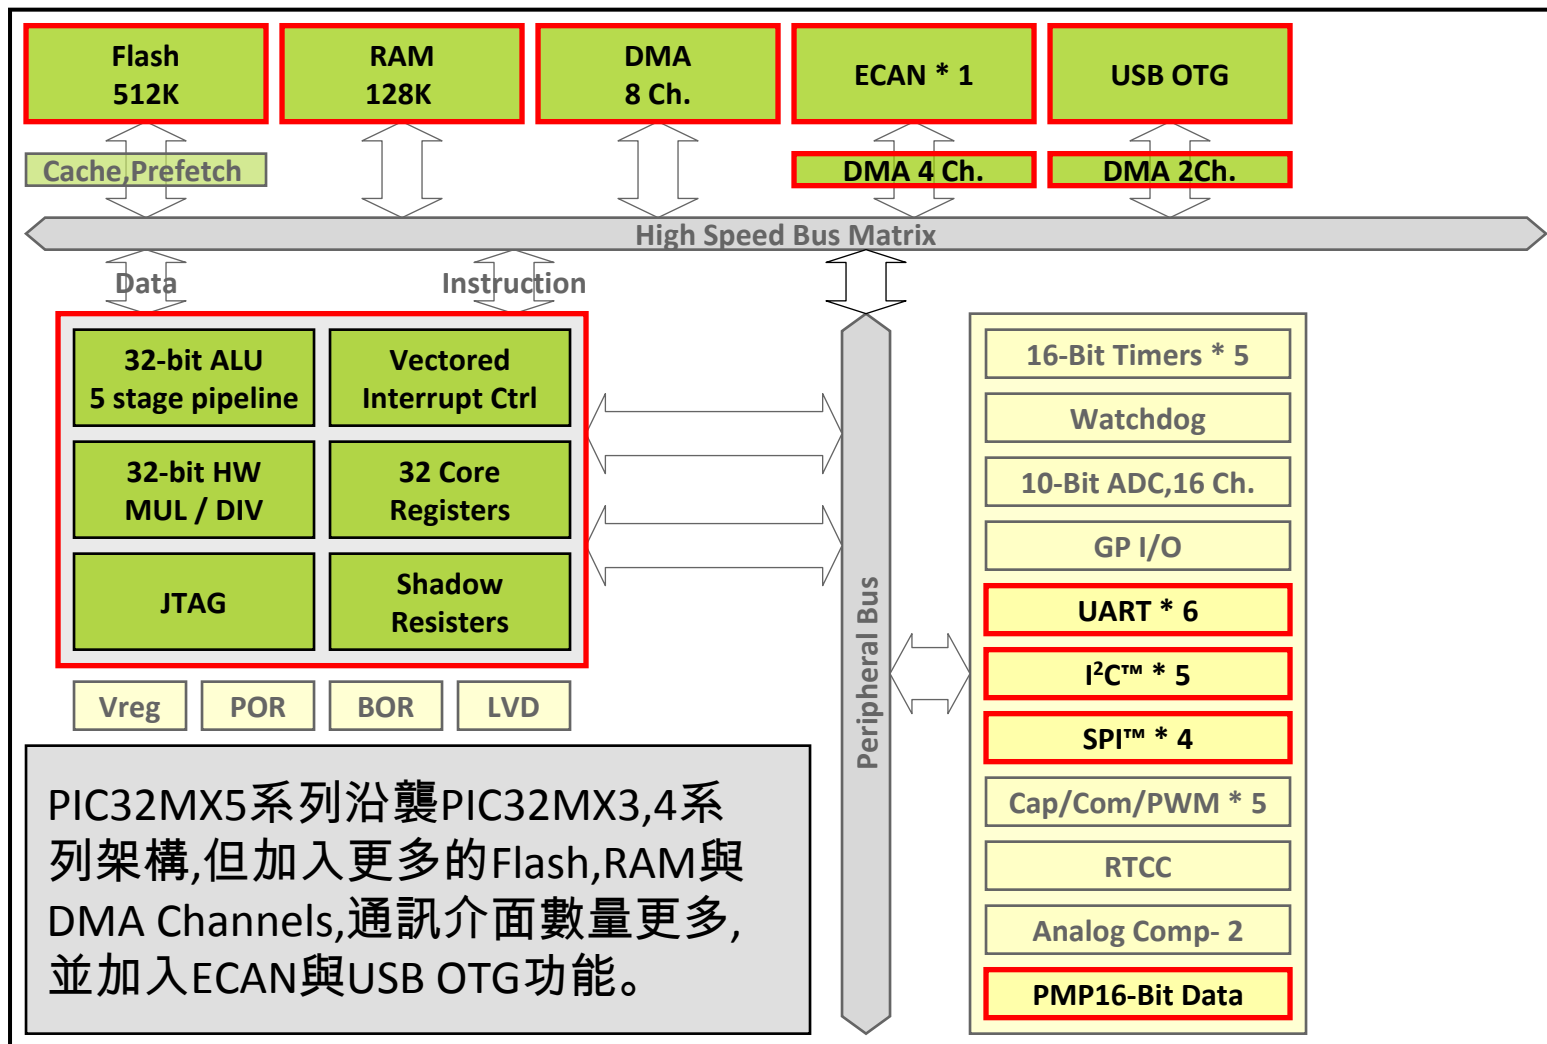 Flash
512K
RAM
128K
DMA
8 Ch.
ECAN * 1
USB OTG
Cache,Prefetch
DMA 4 Ch.
DMA 2Ch.
High Speed Bus Matrix
Data
Instruction
32-bit ALU
5 stage pipeline
Vectored
Interrupt Ctrl
32-bit HW
MUL / DIV
32 Core
Registers
JTAG
Shadow
Resisters
Vreg
POR
BOR
LVD
Peripheral Bus
16-Bit Timers * 5
Watchdog
10-Bit ADC,16 Ch.
GP I/O
UART * 6
I²C™ * 5
SPI™ * 4
Cap/Com/PWM * 5
RTCC
Analog Comp- 2
PMP16-Bit Data
PIC32MX5系列沿襲PIC32MX3,4系
列架構,但加入更多的Flash,RAM與
DMA Channels,通訊介面數量更多,
並加入ECAN與USB OTG功能。